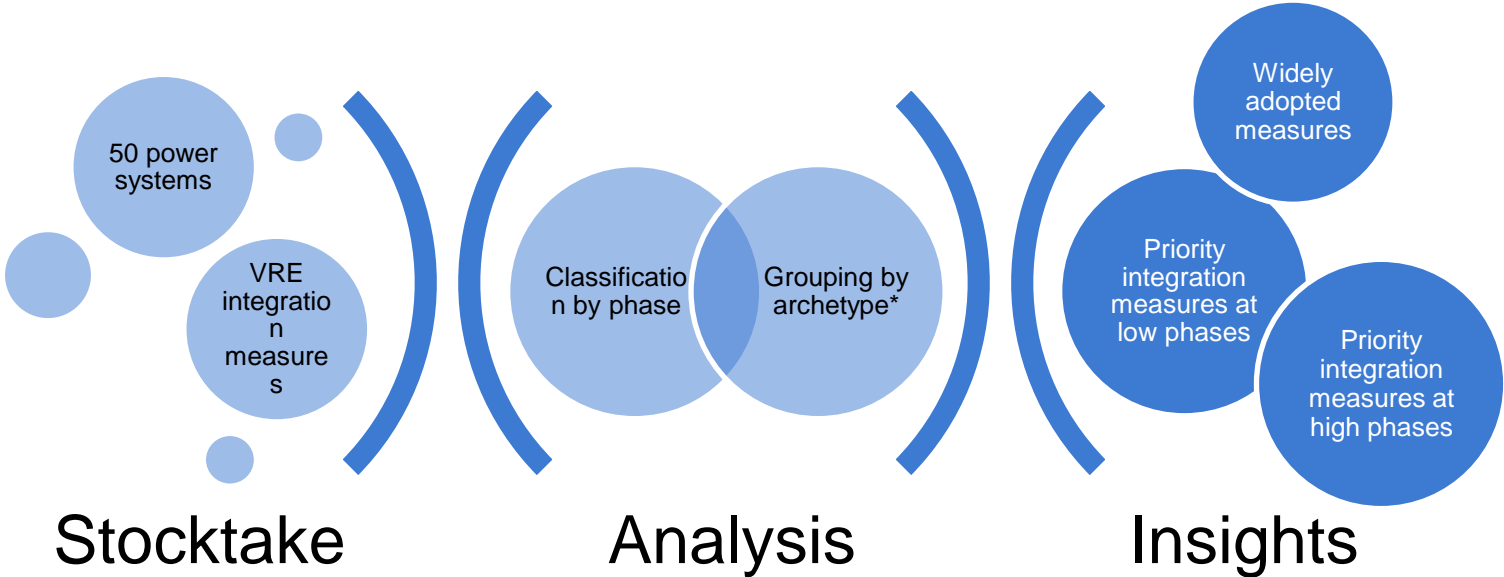 50 power
systems
VRE
integratio
n
measure
s
Stocktake
Classificatio
n by phase
Grouping by
archetype*
Analysis
Widely
adopted
measures
Priority
integration
measures at
low phases
Priority
integration
measures at
high phases
Insights